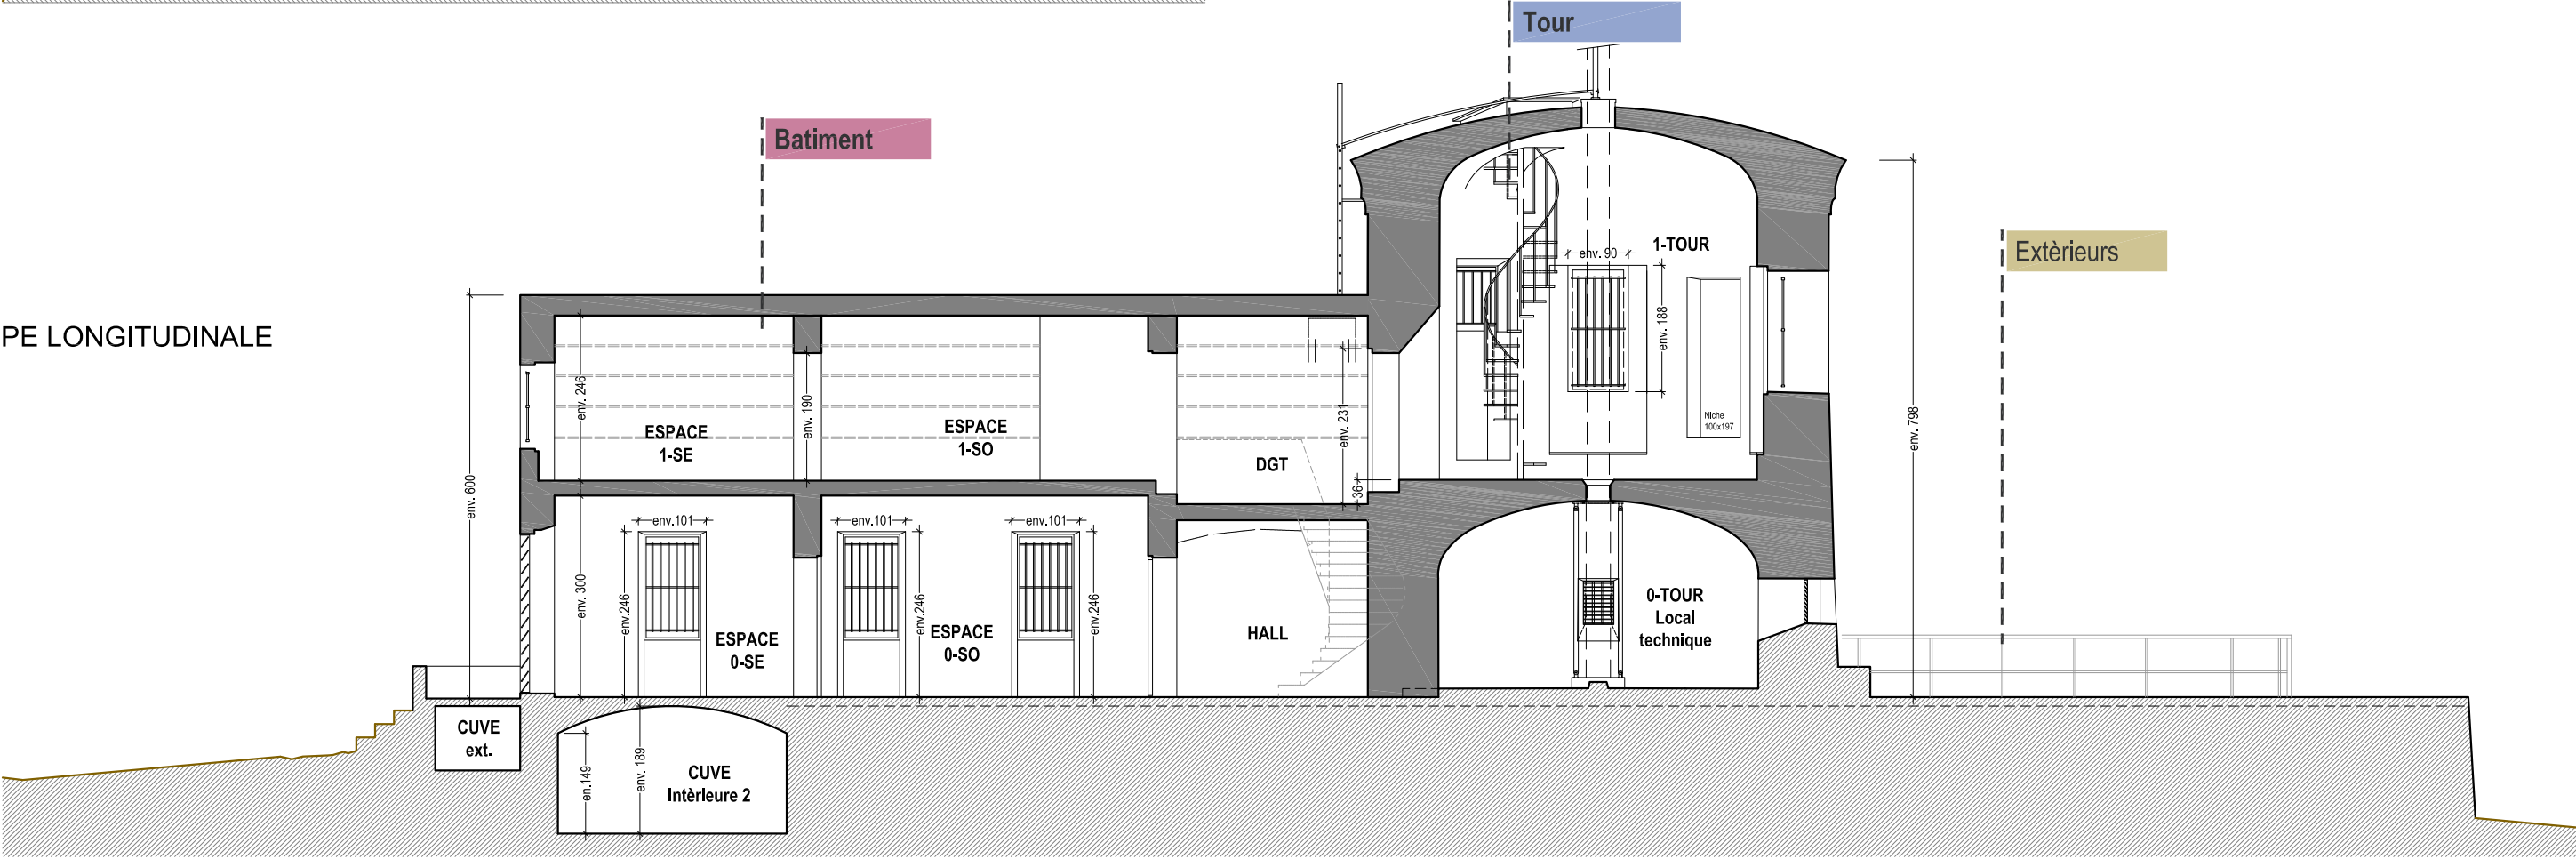 Tour
Batiment
Extèrieurs
PE LONGITUDINALE
1-TOUR
env. 90
env. 188
Niche
100x197
env. 798
env. 600
env. 246
env. 190
env. 231
36
ESPACE
1-SE
ESPACE
1-SO
DGT
env.101
env.101
env.101
env. 300
env.246
env.246
env.246
ESPACE
0-SE
ESPACE
0-SO
HALL
0-TOUR
Local
technique
CUVE
ext.
en.149
env. 189
CUVE
intèrieure 2